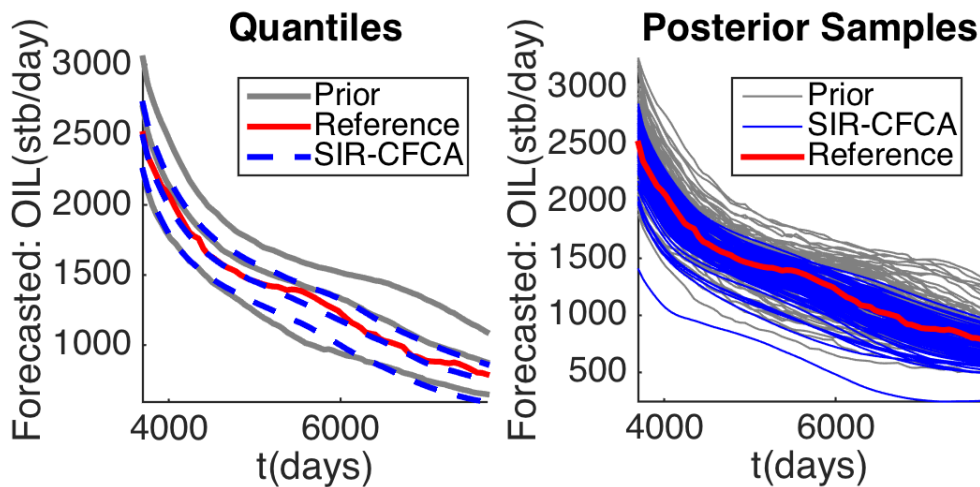 Quantiles
Forecasted: OIL(stb/day)
3000
2500
2000
1500
1000
Prior
Reference
SIR-CFCA
4000
6000
t(days)
Posterior Samples
Forecasted: OIL(stb/day)
3000
2500
2000
1500
1000
500
Prior
SIR-CFCA
Reference
4000
6000
t(days)